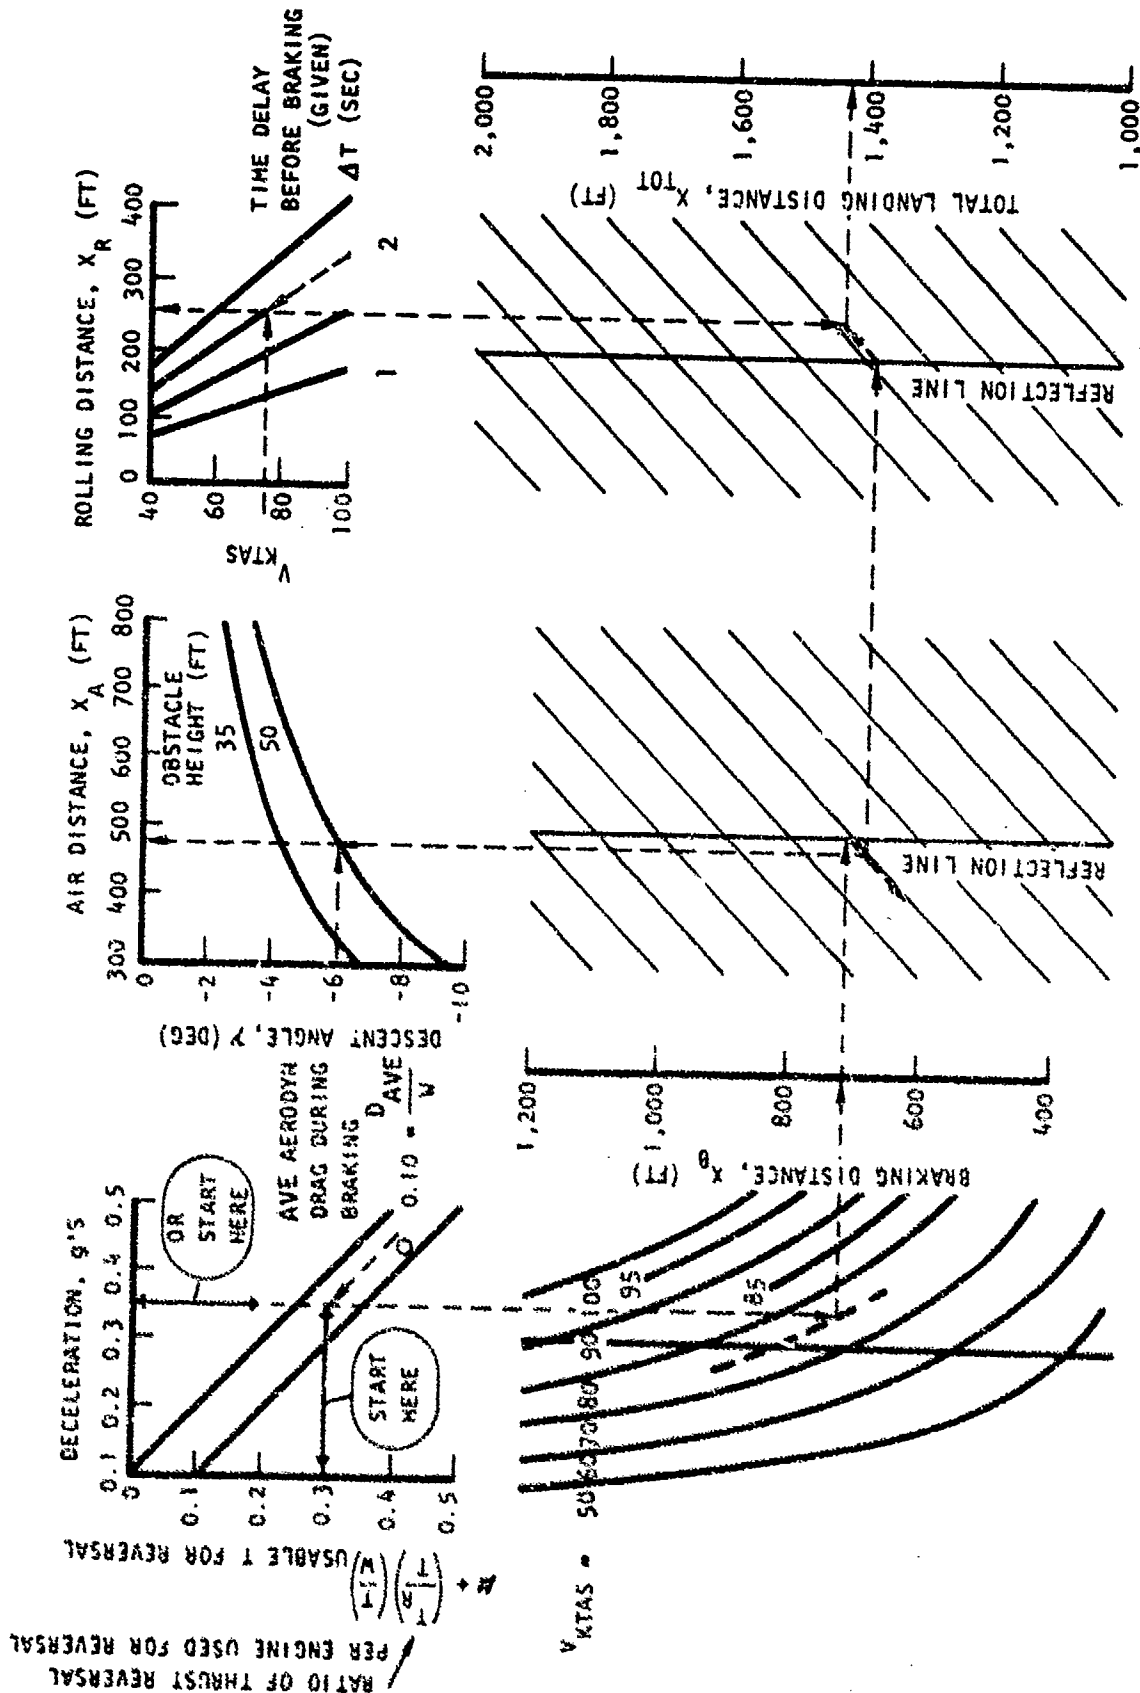 DECELERATION, g'S
0.1 0.2 0.3 0.4 0.5
OR
START
HERE
START
HERE
0
0.1
0.2
0.3
0.4
0.5
RATIO OF THRUST REVERSAL
PER ENGINE USED FOR REVERSAL
USABLE T FOR REVERSAL
AVE AERODYN
DRAG DURING
BRAKING
0.10 = D_AVE / W
0
AIR DISTANCE, X_A (FT)
300 400 500 600 700 800
OBSTACLE
HEIGHT (FT)
35
50
0
-2
-4
-6
-8
-10
DESCENT ANGLE, γ (DEG)
ROLLING DISTANCE, X_R (FT)
0 100 200 300 400
40
60
80
100
V_KTAS
TIME DELAY
BEFORE BRAKING
(GIVEN)
ΔT (SEC)
1
2
V_KTAS = 50 60 70 80 90 100
95
85
BRAKING DISTANCE, X_B (FT)
1,200
1,000
800
600
400
REFLECTION LINE
REFLECTION LINE
TOTAL LANDING DISTANCE, X_TOT (FT)
2,000
1,800
1,600
1,400
1,200
1,000